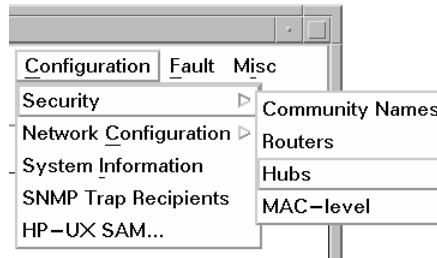 Configuration Fault Misc
Security
Network Configuration
System Information
SNMP Trap Recipients
HP-UX SAM...
Community Names
Routers
Hubs
MAC-level